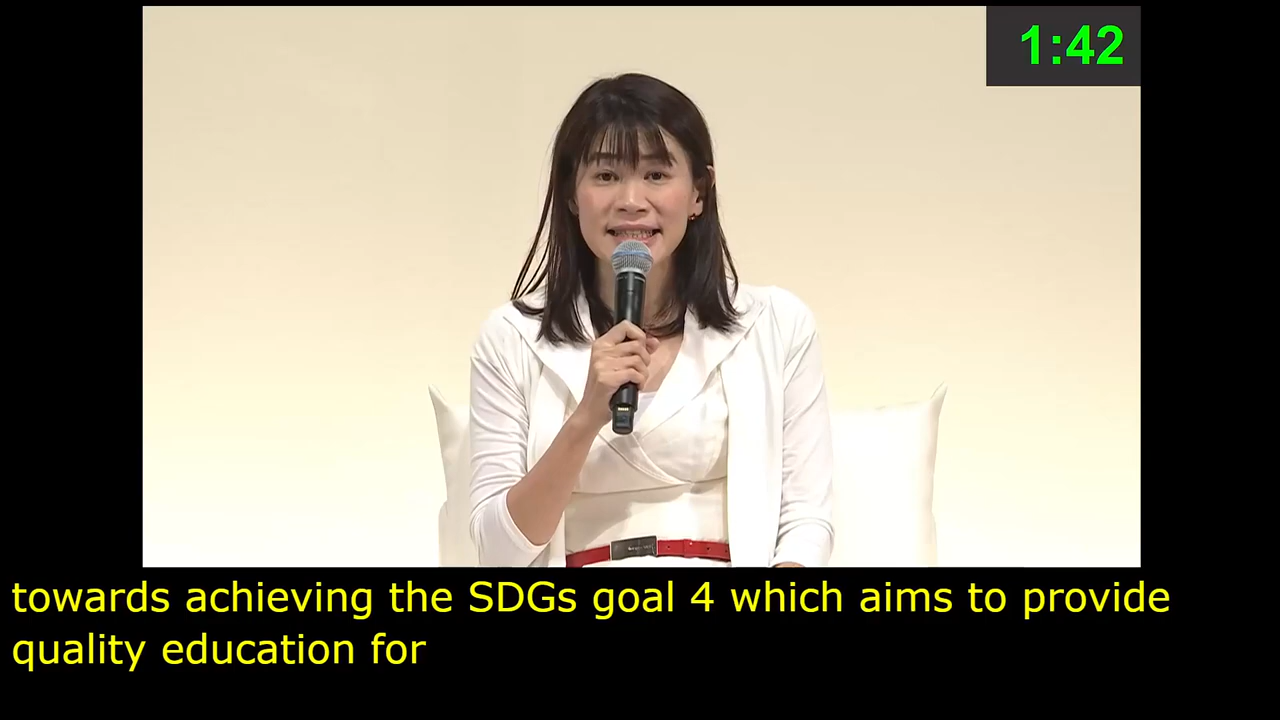 1:42
towards achieving the SDGs goal 4 which aims to provide
quality education for